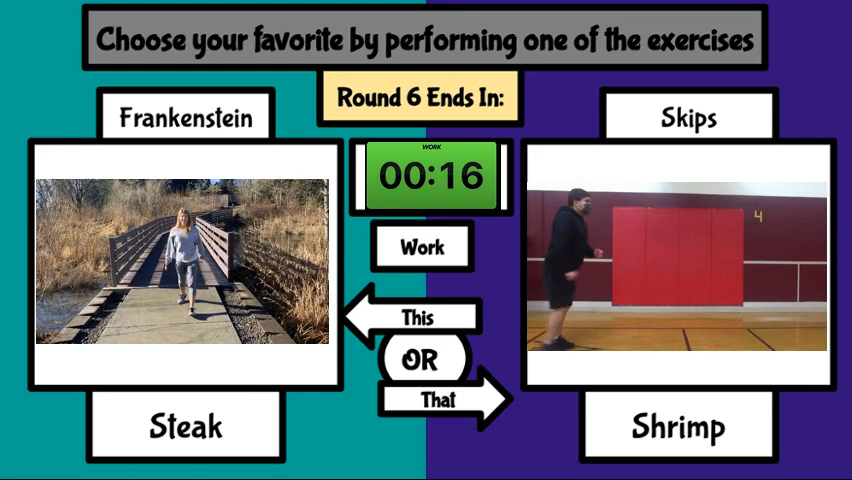 Choose your favorite by performing one of the exercises
Round 6 Ends In:
Frankenstein
Skips
WORK
00:16
4
Work
This
OR
That
Steak
Shrimp